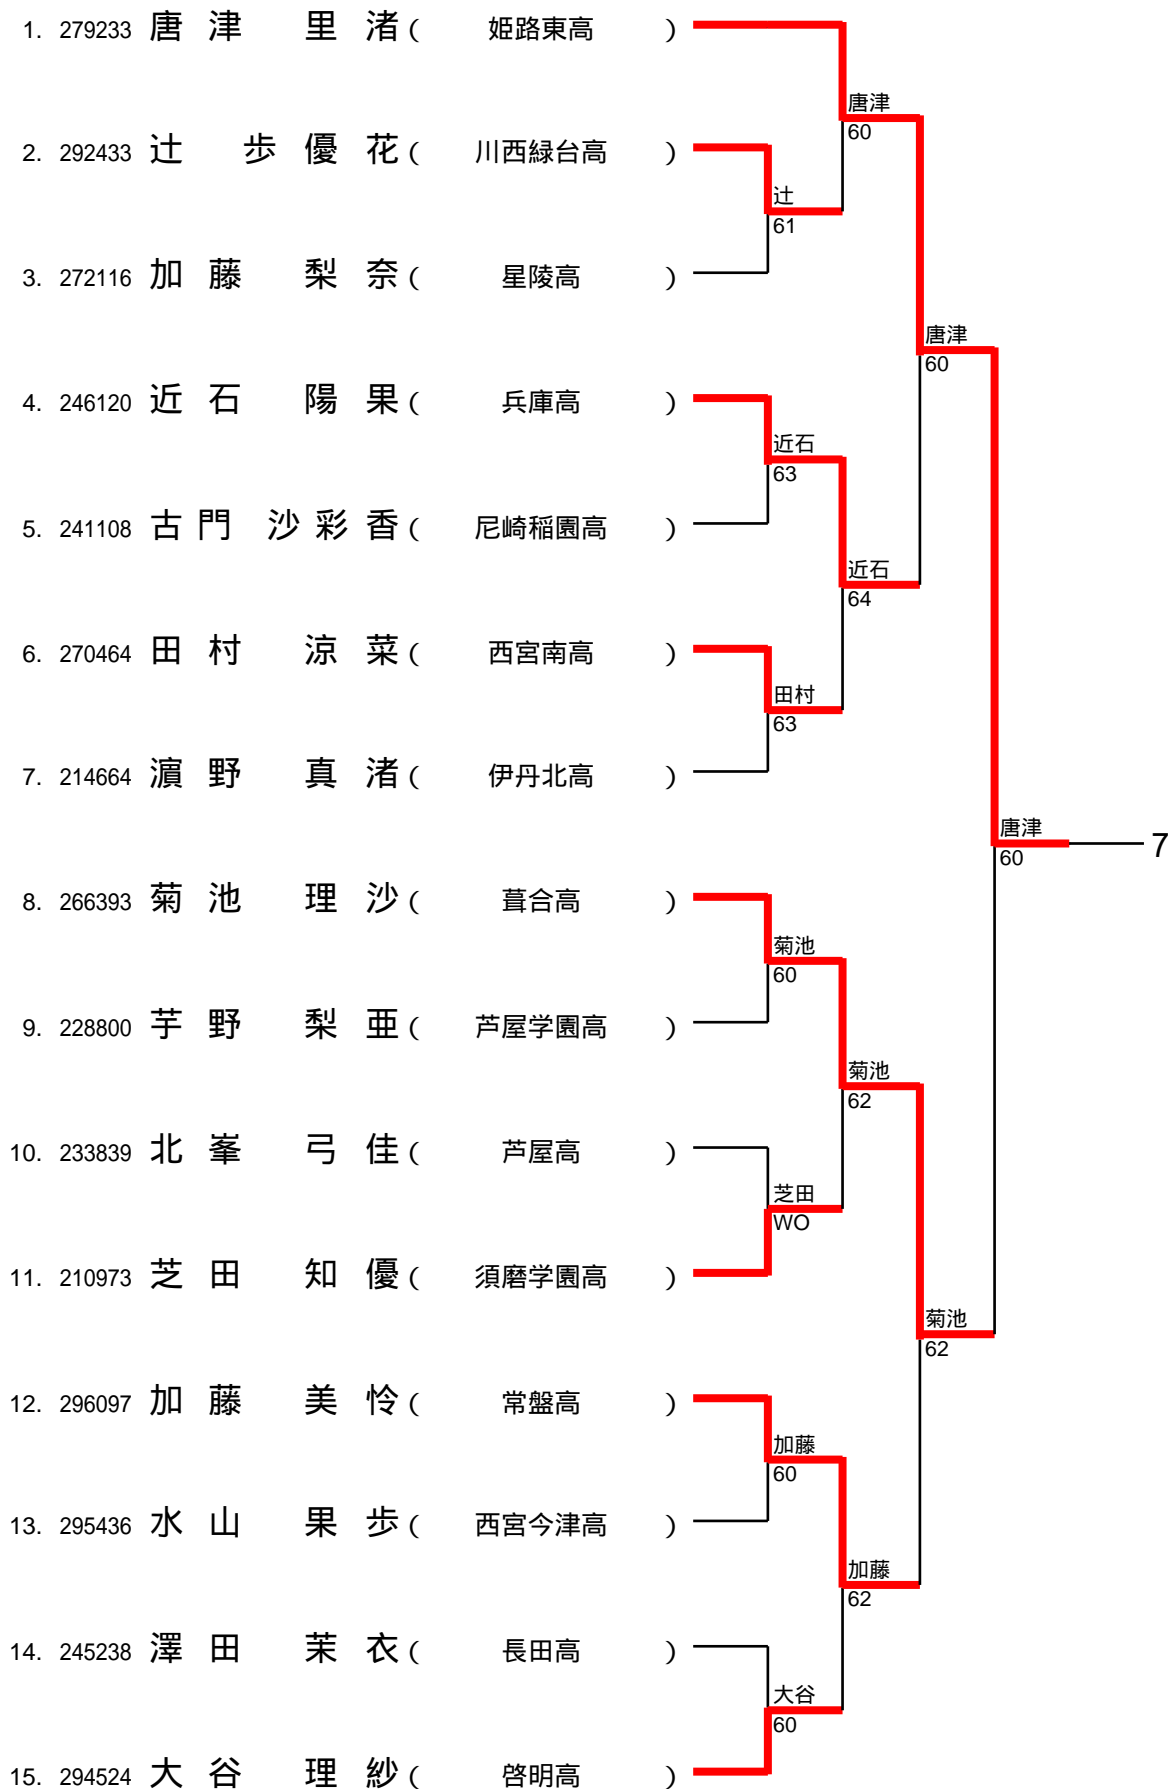 1. 279233 唐津 里渚 ( 姫路東高 )
唐津
60
2. 292433 辻 歩優花 ( 川西緑台高 )
辻
61
3. 272116 加藤 梨奈 ( 星陵高 )
唐津
60
4. 246120 近石 陽果 ( 兵庫高 )
近石
63
5. 241108 古門 沙彩香 ( 尼崎稲園高 )
近石
64
6. 270464 田村 涼菜 ( 西宮南高 )
田村
63
7. 214664 濵野 真渚 ( 伊丹北高 )
唐津
60
7
8. 266393 菊池 理沙 ( 葺合高 )
菊池
60
9. 228800 芋野 梨亜 ( 芦屋学園高 )
菊池
62
10. 233839 北峯 弓佳 ( 芦屋高 )
芝田
WO
11. 210973 芝田 知優 ( 須磨学園高 )
菊池
62
12. 296097 加藤 美怜 ( 常盤高 )
加藤
60
13. 295436 水山 果歩 ( 西宮今津高 )
加藤
62
14. 245238 澤田 茉衣 ( 長田高 )
大谷
60
15. 294524 大谷 理紗 ( 啓明高 )